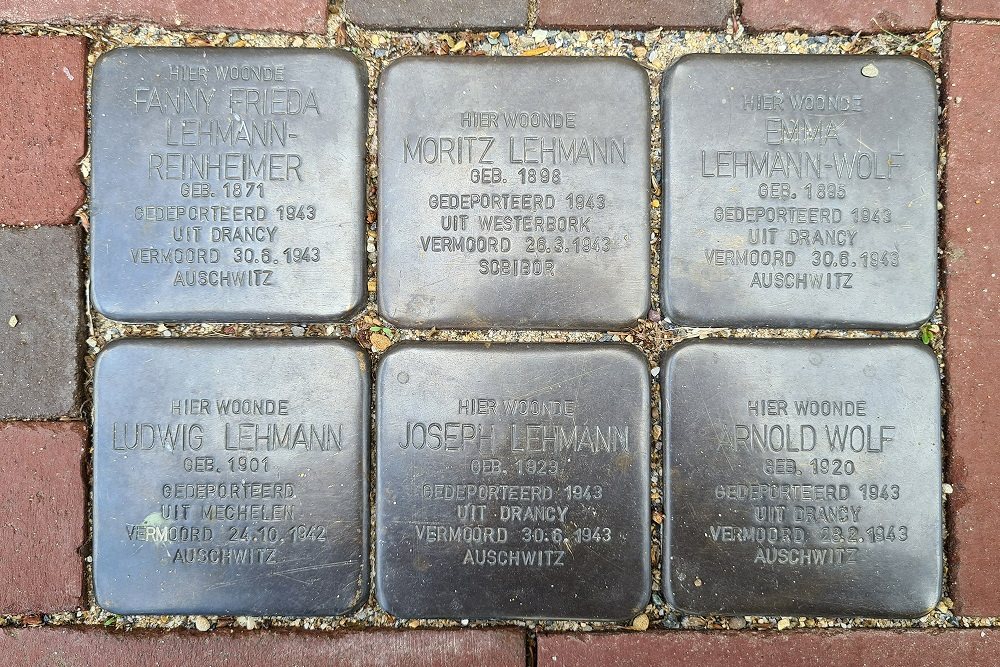 HIER WOONDE
FANNY FRIEDA
LEHMANN-
REINHEIMER
GEB. 1871
GEDEPORTEERD 1943
UIT DRANCY
VERMOORD 30.6.1943
AUSCHWITZ
HIER WOONDE
MORITZ LEHMANN
GEB. 1898
GEDEPORTEERD 1943
UIT WESTERBORK
VERMOORD 26.3.1943
SOBIBOR
HIER WOONDE
EMMA
LEHMANN-WOLF
GEB. 1895
GEDEPORTEERD 1943
UIT DRANCY
VERMOORD 30.6.1943
AUSCHWITZ
HIER WOONDE
LUDWIG LEHMANN
GEB. 1901
GEDEPORTEERD
UIT MECHELEN
VERMOORD 24.10.1942
AUSCHWITZ
HIER WOONDE
JOSEPH LEHMANN
GEB. 1929
GEDEPORTEERD 1943
UIT DRANCY
VERMOORD 30.6.1943
AUSCHWITZ
HIER WOONDE
ARNOLD WOLF
GEB. 1920
GEDEPORTEERD 1943
UIT DRANCY
VERMOORD 23.2.1943
AUSCHWITZ